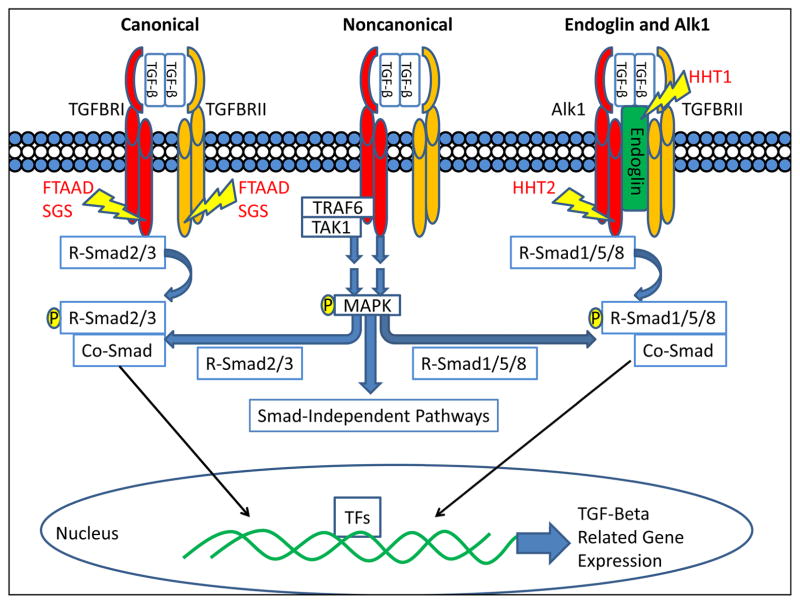 Canonical
Noncanonical
Endoglin and Alk1
TGF-β
TGF-β
TGF-β
TGF-β
TGF-β
TGF-β
HHT1
TGFBRI
TGFBRII
Alk1
TGFBRII
Endoglin
FTAAD
SGS
FTAAD
SGS
HHT2
TRAF6
TAK1
R-Smad2/3
R-Smad1/5/8
P
R-Smad2/3
Co-Smad
P
MAPK
P
R-Smad1/5/8
Co-Smad
R-Smad2/3
R-Smad1/5/8
Smad-Independent Pathways
Nucleus
TFs
TGF-Beta
Related Gene
Expression